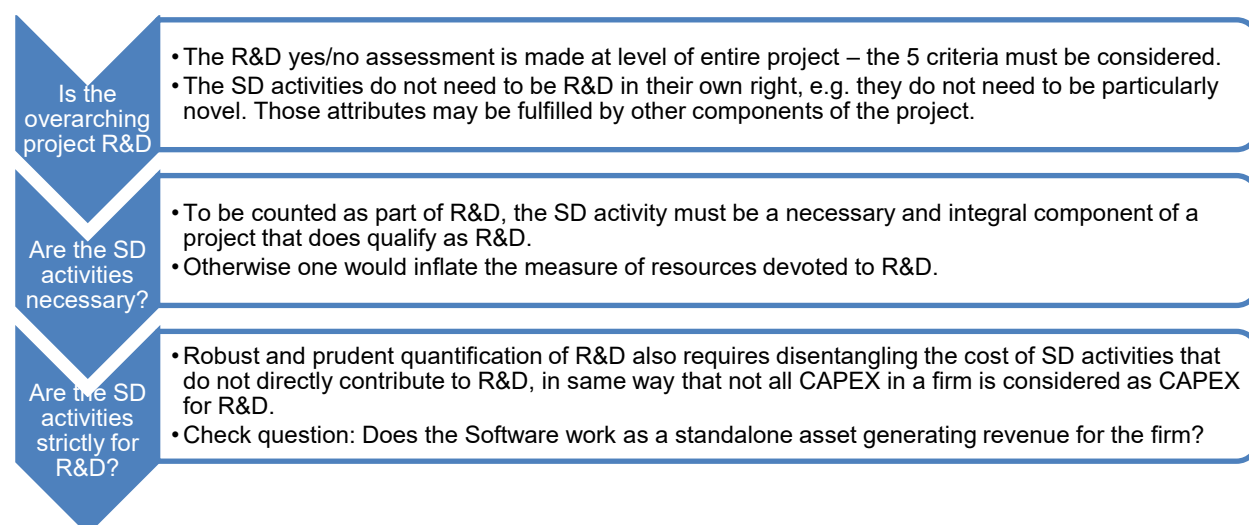 Is the
overarching
project R&D
• The R&D yes/no assessment is made at level of entire project – the 5 criteria must be considered.
• The SD activities do not need to be R&D in their own right, e.g. they do not need to be particularly
novel. Those attributes may be fulfilled by other components of the project.
Are the SD
activities
necessary?
• To be counted as part of R&D, the SD activity must be a necessary and integral component of a
project that does qualify as R&D.
• Otherwise one would inflate the measure of resources devoted to R&D.
Are the SD
activities
strictly for
R&D?
• Robust and prudent quantification of R&D also requires disentangling the cost of SD activities that
do not directly contribute to R&D, in same way that not all CAPEX in a firm is considered as CAPEX
for R&D.
• Check question: Does the Software work as a standalone asset generating revenue for the firm?